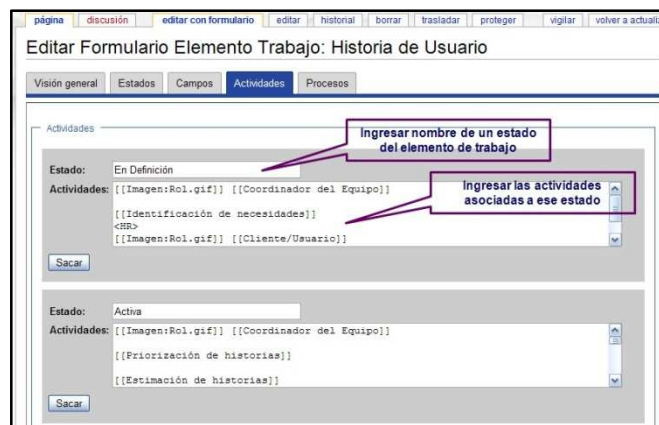 página discusión editar con formulario editar historial borrar trasladar proteger vigilar volver a
Editar Formulario Elemento Trabajo: Historia de Usuario
Visión general Estados Campos Actividades Procesos
Actividades
Ingresar nombre de un estado
del elemento de trabajo
Estado: En Definición
Actividades: [[Imagen:Rol.gif]] [[Coordinador del Equipo]]
Ingresar las actividades
asociadas a ese estado
[[Identificación de necesidades]]
<HR>
[[Imagen:Rol.gif]] [[Cliente/Usuario]]
Sacar
Estado: Activa
Actividades: [[Imagen:Rol.gif]] [[Coordinador del Equipo]]
[[Priorización de historias]]
[[Estimación de historias]]
Sacar